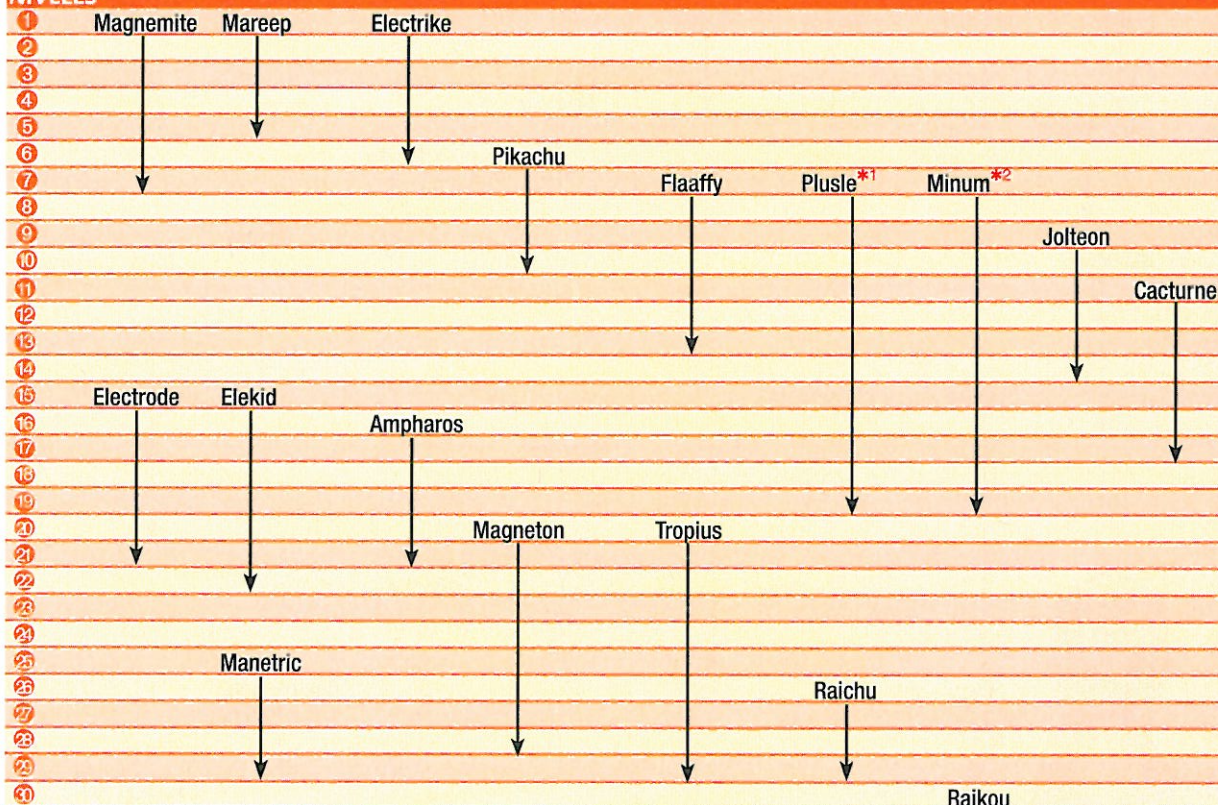 NIVELES
1 Magnemite Mareep Electrike
2
3
4
5
6 Pikachu
7 Flaaffy Plusle*1 Minum*2
8
9 Jolteon
10
11 Cacturne
12
13
14
15 Electrode Elekid
16 Ampharos
17
18
19
20 Magneton Tropius
21
22
23
24
25 Manetric
26 Raichu
27
28
29
30 Raikou